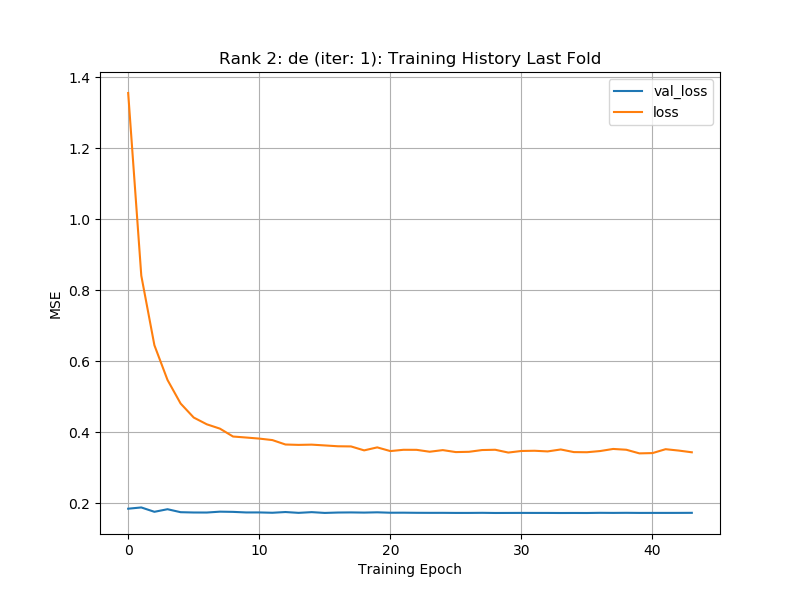 Rank 2: de (iter: 1): Training History Last Fold
val_loss
loss
MSE
1.4
1.2
1.0
0.8
0.6
0.4
0.2
0 10 20 30 40
Training Epoch